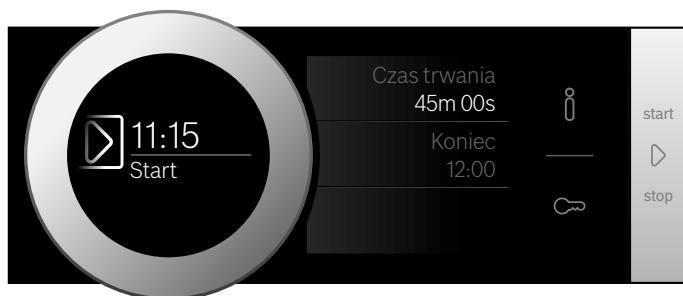 11:15
Start
Czas trwania
45m 00s
Koniec
12:00
start
stop